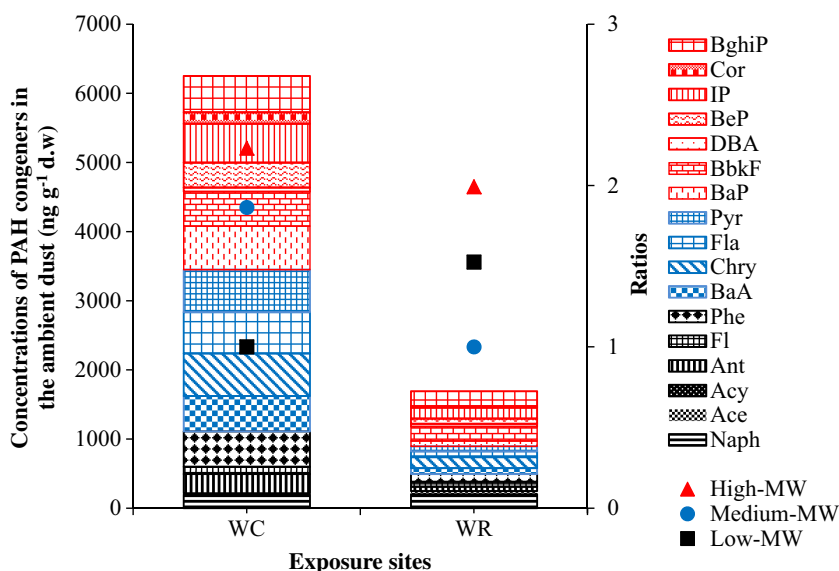 Concentrations of PAH congeners in
the ambient dust (ng g⁻¹ d.w)
7000
6000
5000
4000
3000
2000
1000
0
WC
WR
Exposure sites
3
2
1
0
Ratios
BghiP
Cor
IP
BeP
DBA
BbkF
BaP
Pyr
Fla
Chry
BaA
Phe
Fl
Ant
Acy
Ace
Naph
High-MW
Medium-MW
Low-MW